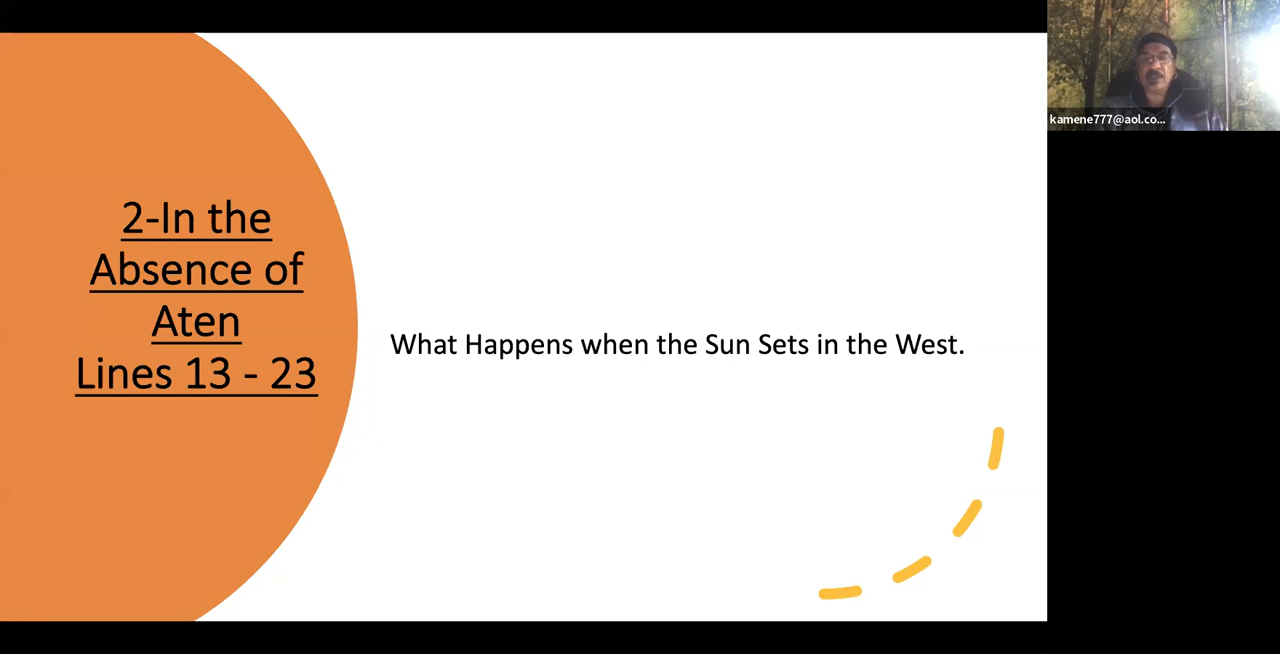 2-In the
Absence of
Aten
Lines 13 - 23
What Happens when the Sun Sets in the West.
kamene777@aol.co...